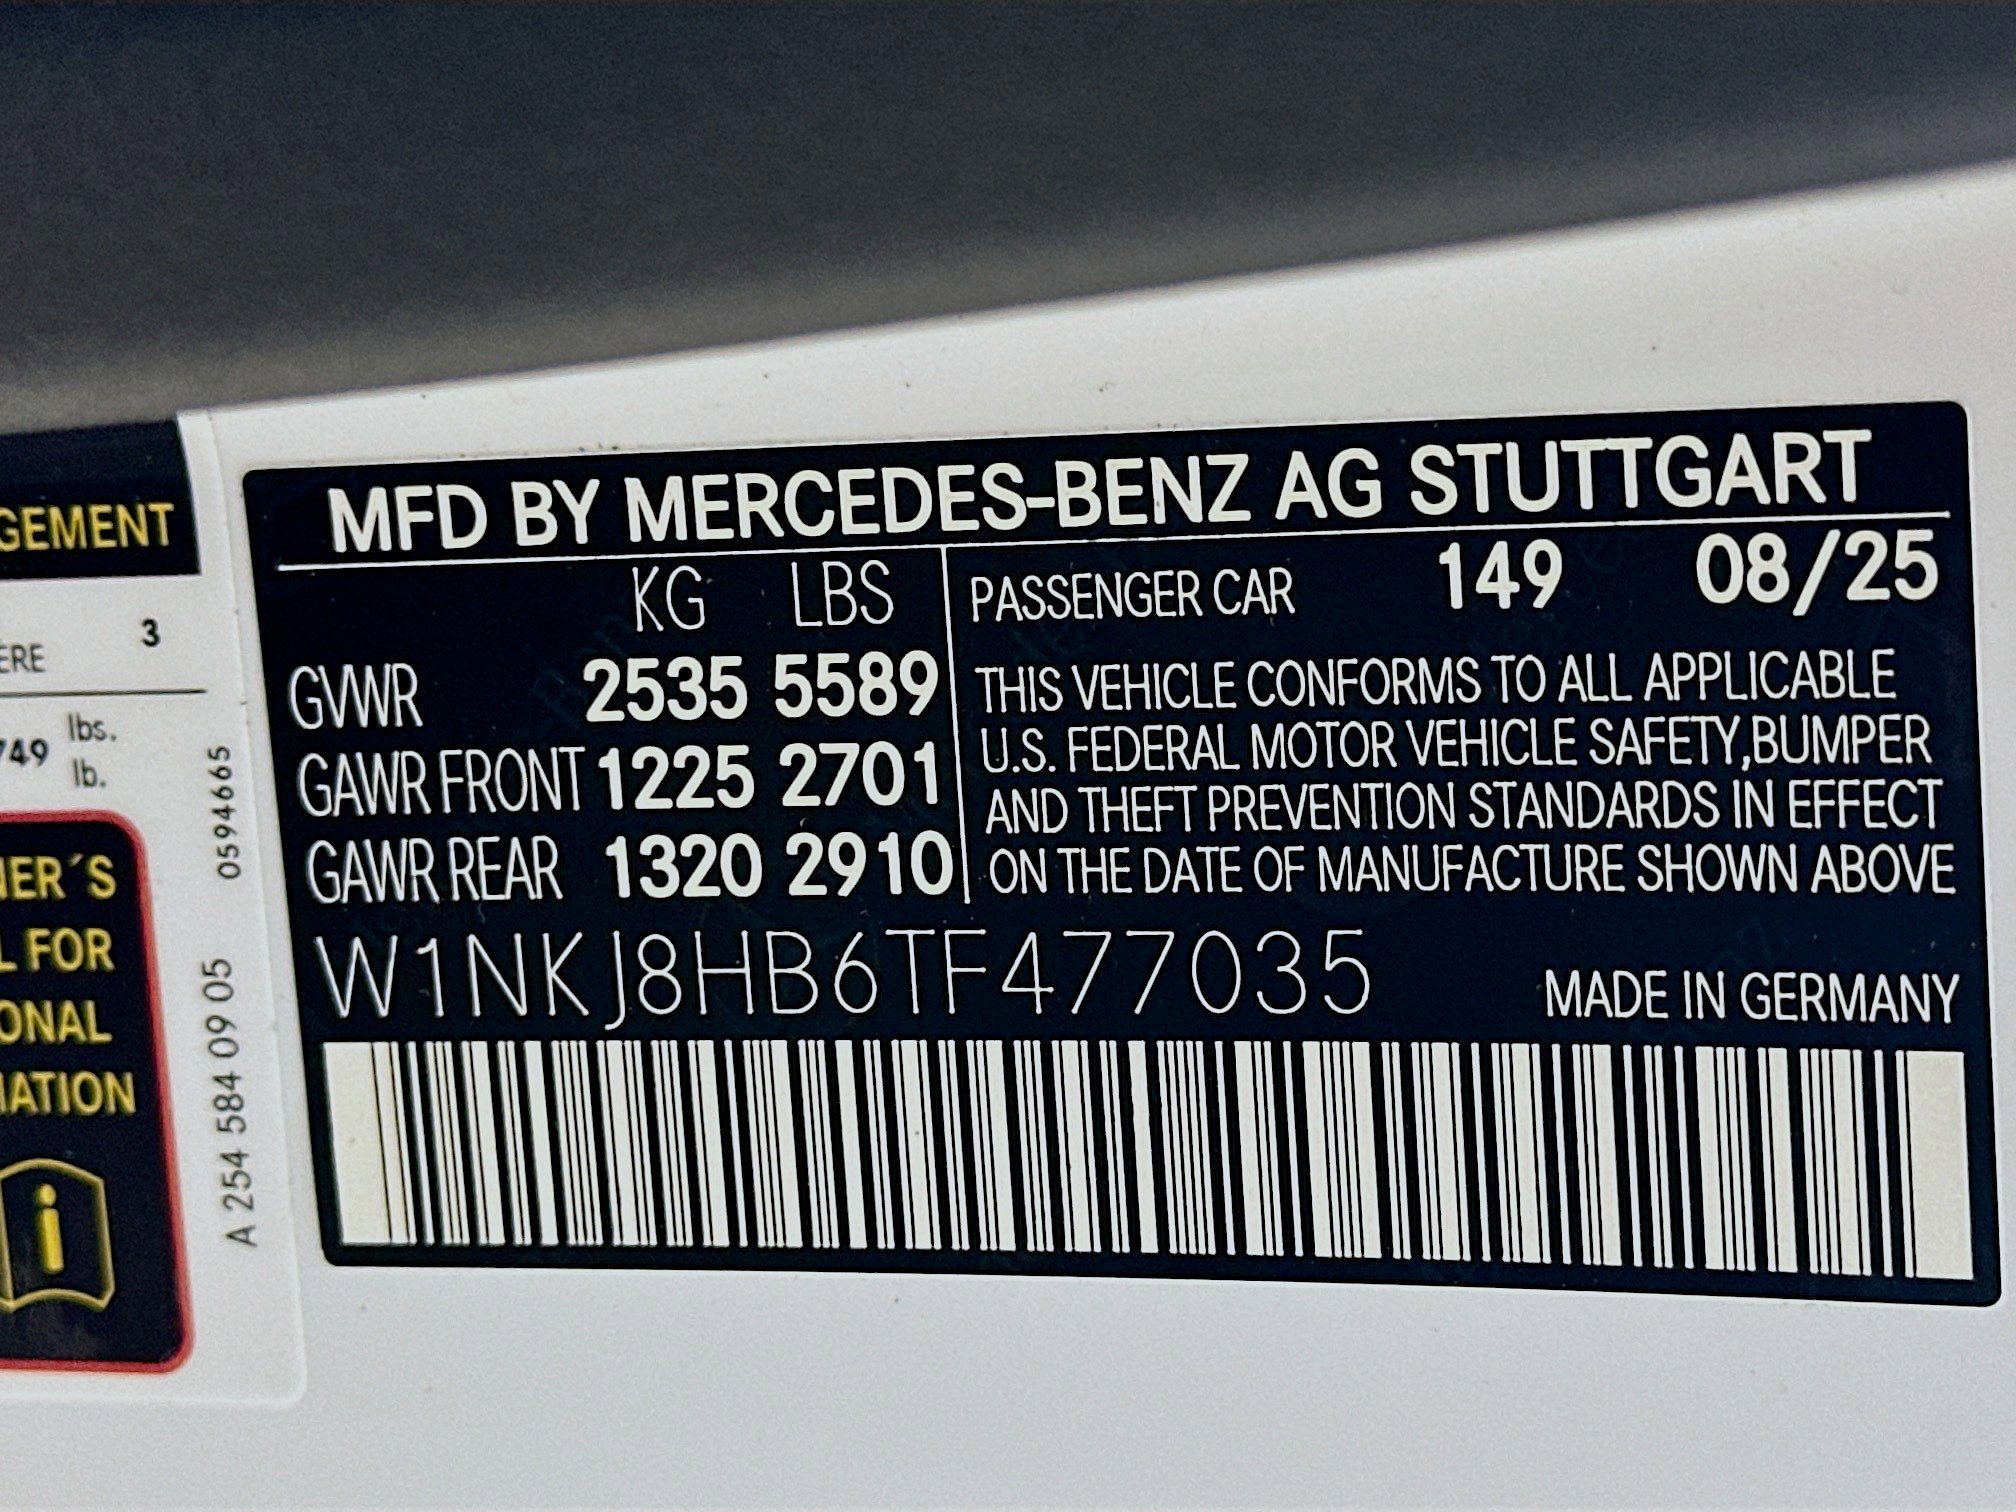 GEMENT
ÈRE 3
749 lbs.
lb.
NER´S
L FOR
ONAL
MATION
i
A 254 584 09 05 0594665
MFD BY MERCEDES-BENZ AG STUTTGART
KG LBS
GVWR 2535 5589
GAWR FRONT 1225 2701
GAWR REAR 1320 2910
PASSENGER CAR 149 08/25
THIS VEHICLE CONFORMS TO ALL APPLICABLE
U.S. FEDERAL MOTOR VEHICLE SAFETY,BUMPER
AND THEFT PREVENTION STANDARDS IN EFFECT
ON THE DATE OF MANUFACTURE SHOWN ABOVE
W1NKJ8HB6TF477035
MADE IN GERMANY